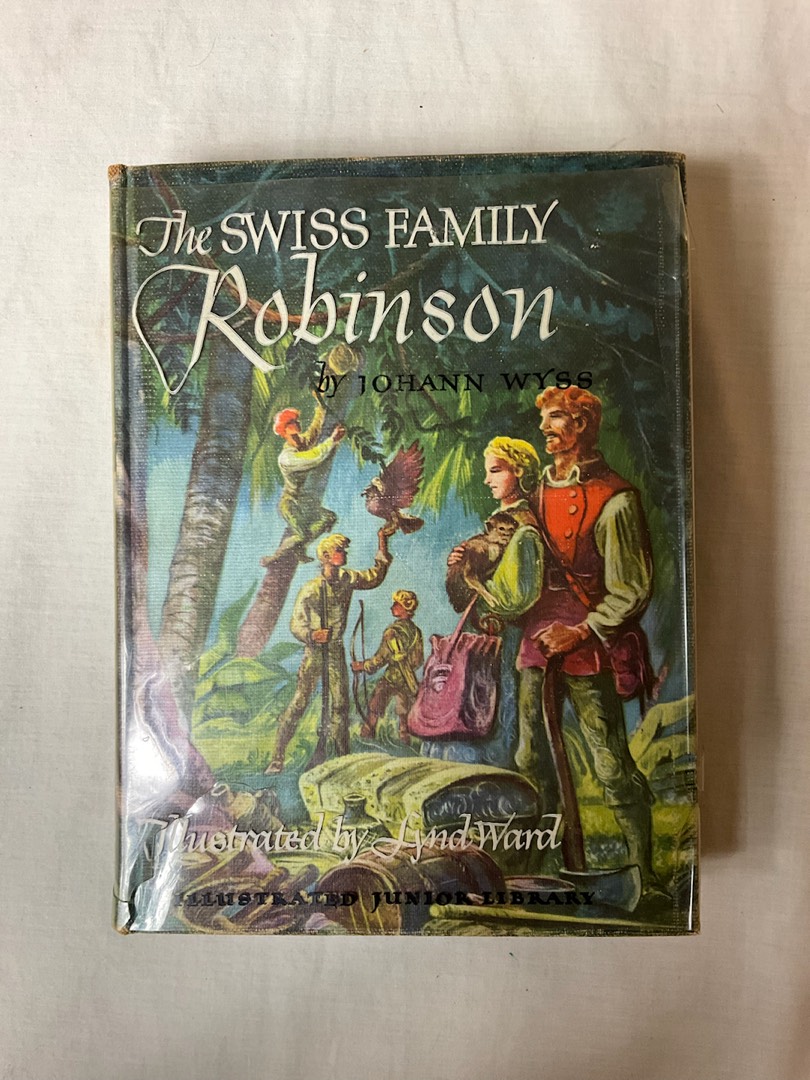 The SWISS FAMILY
Robinson
by JOHANN WYSS
Illustrated by Lynd Ward
ILLUSTRATED JUNIOR LIBRARY